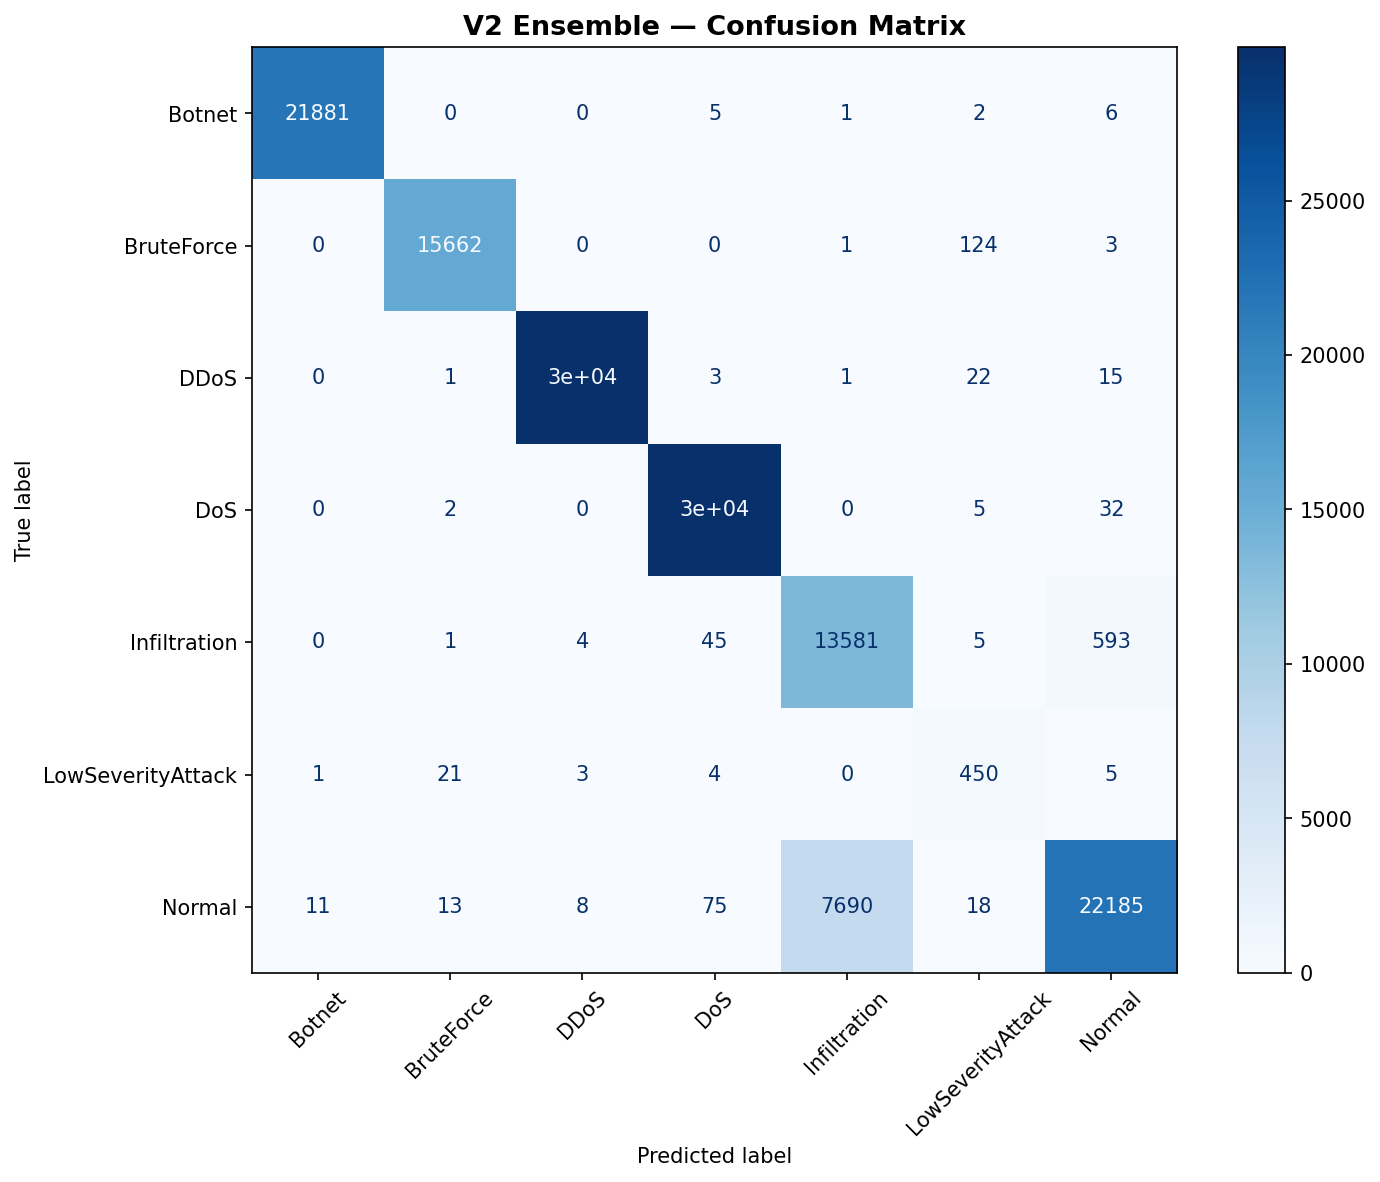 V2 Ensemble — Confusion Matrix
Botnet 21881 0 0 5 1 2 6
BruteForce 0 15662 0 0 1 124 3
DDoS 0 1 3e+04 3 1 22 15
DoS 0 2 0 3e+04 0 5 32
Infiltration 0 1 4 45 13581 5 593
LowSeverityAttack 1 21 3 4 0 450 5
Normal 11 13 8 75 7690 18 22185
True label
Botnet BruteForce DDoS DoS Infiltration LowSeverityAttack Normal
Predicted label
25000
20000
15000
10000
5000
0